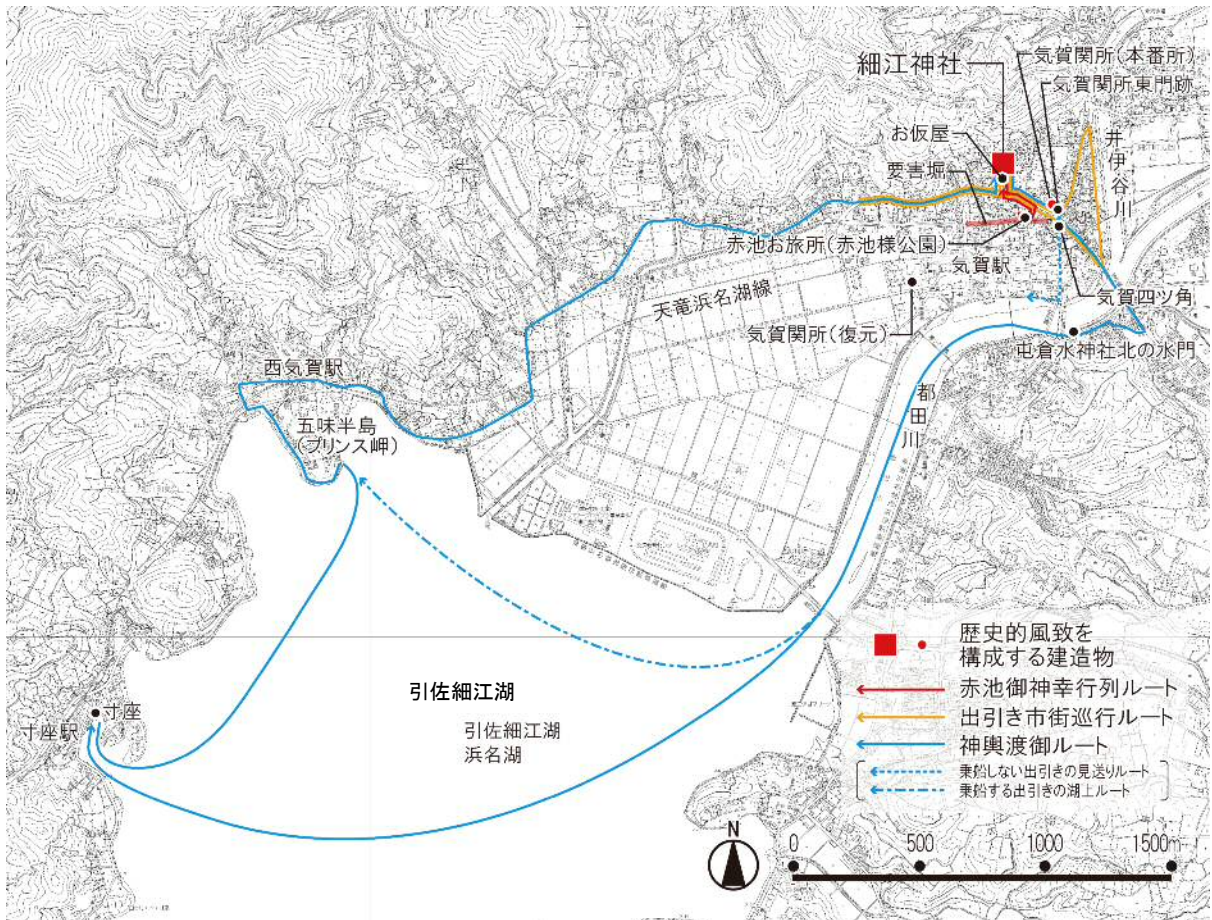 細江神社
気賀関所(本番所)
気賀関所東門跡
お仮屋
井伊谷川
要害堀
赤池お旅所(赤池様公園)
気賀駅
天竜浜名湖線
気賀関所(復元)
気賀四ツ角
屯倉水神社北の水門
都田川
西気賀駅
五味半島
(プリンス岬)
引佐細江湖
引佐細江湖
浜名湖
寸座
寸座駅
歴史的風致を
構成する建造物
赤池御神幸行列ルート
出引き市街巡行ルート
神輿渡御ルート
乗船しない出引きの見送りルート
乗船する出引きの湖上ルート
N
0 500 1000 1500m